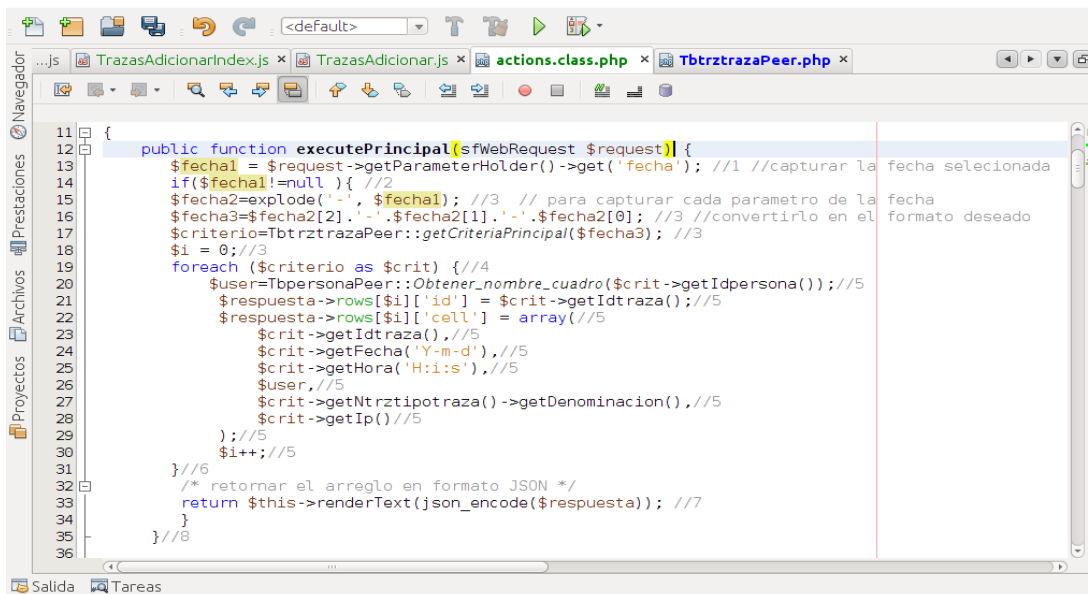 <default>
...js TrazasAdicionarIndex.js × TrazasAdicionar.js × actions.class.php × TbtrztrazaPeer.php ×
Navegador
Prestaciones
Archivos
Proyectos
11 {
12 public function executePrincipal(sfWebRequest $request) {
13 $fecha1 = $request->getParameterHolder()->get('fecha'); //1 //capturar la fecha selecionada
14 if($fecha1!=null ){ //2
15 $fecha2=explode('-', $fecha1); //3 // para capturar cada parametro de la fecha
16 $fecha3=$fecha2[2].'-'.$fecha2[1].'-'.$fecha2[0]; //3 //convertirlo en el formato deseado
17 $criterio=TbtrztrazaPeer::getCriteriaPrincipal($fecha3); //3
18 $i = 0;//3
19 foreach ($criterio as $crit) {//4
20 $user=TbpersonaPeer::Obtener_nombre_cuadro($crit->getIdpersona());//5
21 $respuesta->rows[$i]['id'] = $crit->getIdtraza();//5
22 $respuesta->rows[$i]['cell'] = array(//5
23 $crit->getIdtraza(),//5
24 $crit->getFecha('Y-m-d'),//5
25 $crit->getHora('H:i:s'),//5
26 $user,//5
27 $crit->getNtrztipotraza()->getDenominacion(),//5
28 $crit->getIp()//5
29 );//5
30 $i++;//5
31 }//6
32 /* retornar el arreglo en formato JSON */
33 return $this->renderText(json_encode($respuesta)); //7
34 }
35 }//8
36
Salida Tareas